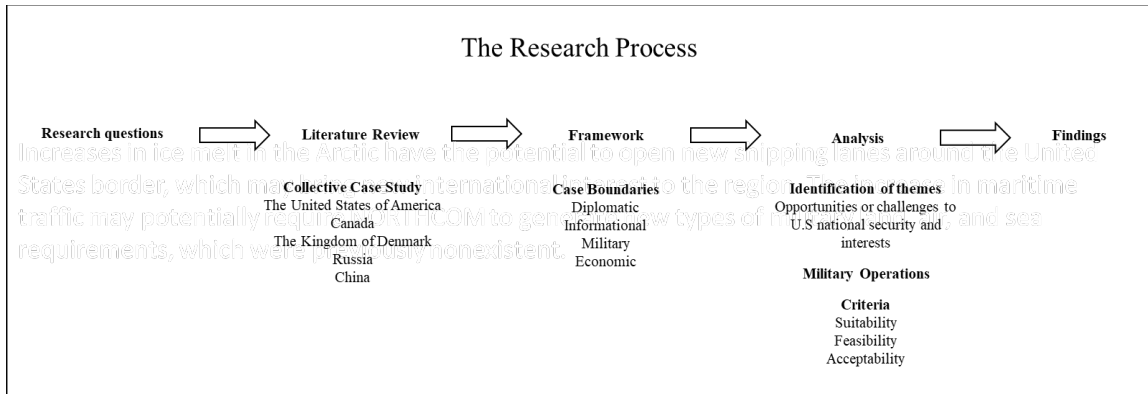 The Research Process
Research questions
Literature Review
Framework
Analysis
Findings
Increases in ice melt in the Arctic have the potential to open new shipping lanes around the United
States border, which may new international interest to the region. The increase in maritime
traffic may potentially require NORTHCOM to generate new types of and sea
requirements, which were previously nonexistent.
Collective Case Study
The United States of America
Canada
The Kingdom of Denmark
Russia
China
Case Boundaries
Diplomatic
Informational
Military
Economic
Identification of themes
Opportunities or challenges to
U.S national security and
interests
Military Operations
Criteria
Suitability
Feasibility
Acceptability